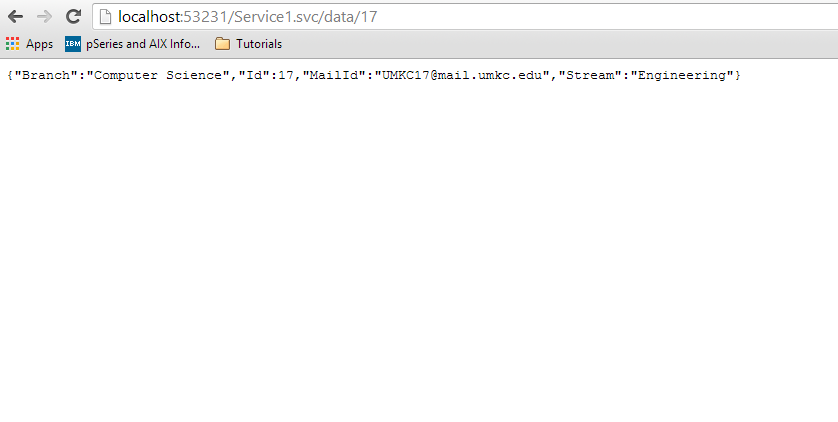 localhost:53231/Service1.svc/data/17
Apps IBM pSeries and AIX Info... Tutorials
{"Branch":"Computer Science","Id":17,"MailId":"UMKC17@mail.umkc.edu","Stream":"Engineering"}